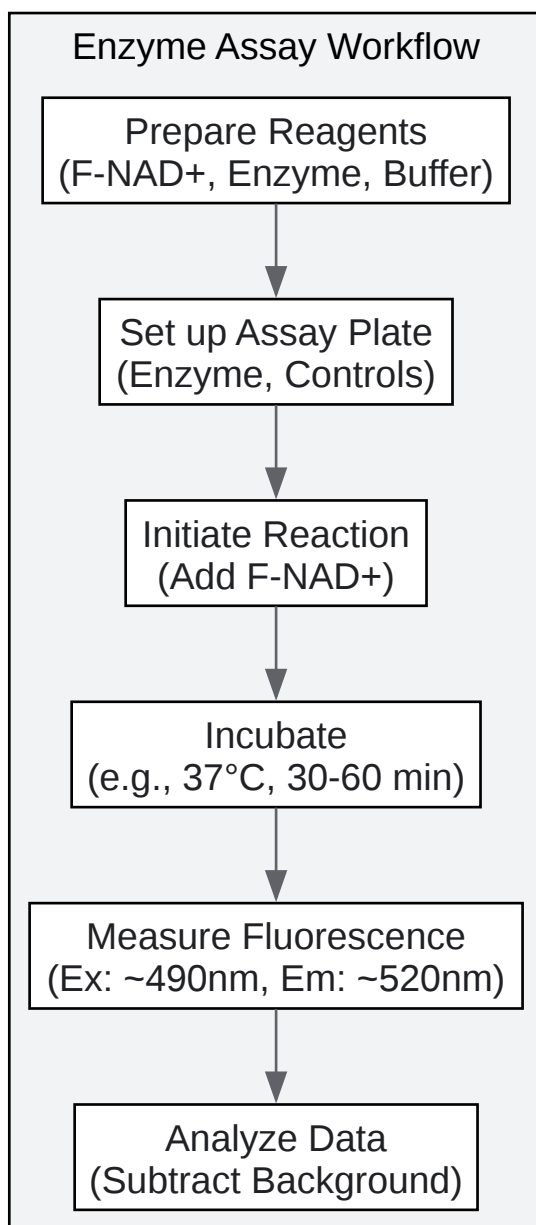 Enzyme Assay Workflow
Prepare Reagents
(F-NAD+, Enzyme, Buffer)
Set up Assay Plate
(Enzyme, Controls)
Initiate Reaction
(Add F-NAD+)
Incubate
(e.g., 37°C, 30-60 min)
Measure Fluorescence
(Ex: ~490nm, Em: ~520nm)
Analyze Data
(Subtract Background)